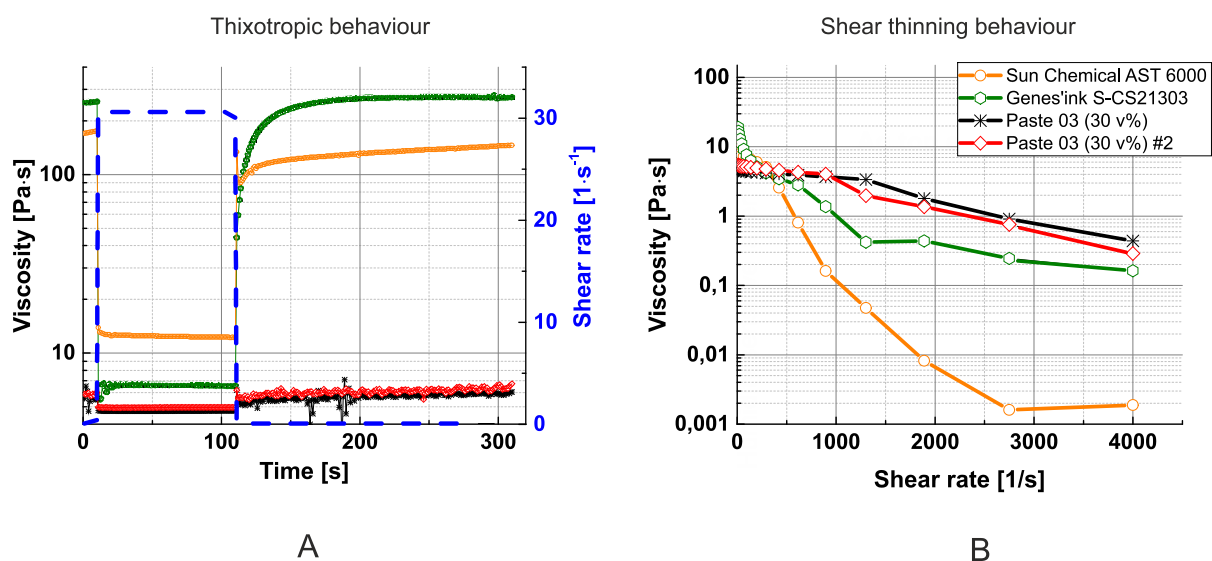 Thixotropic behaviour
Viscosity [Pa·s]
100
10
0
100
200
300
Time [s]
30
20
10
0
Shear rate [1·s⁻¹]
A
Shear thinning behaviour
Viscosity [Pa·s]
100
10
1
0,1
0,01
0,001
0
1000
2000
3000
4000
Shear rate [1/s]
Sun Chemical AST 6000
Genes'ink S-CS21303
Paste 03 (30 v%)
Paste 03 (30 v%) #2
B